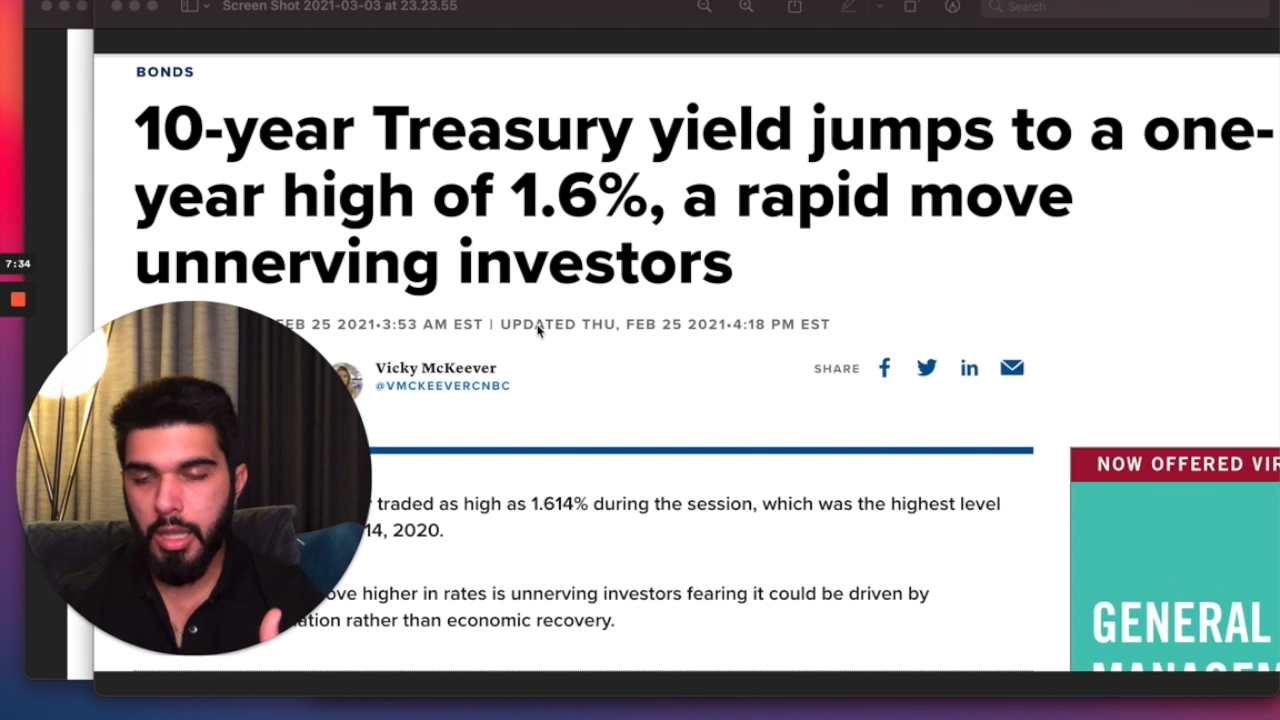 Screen Shot 2021-03-03 at 23.23.55
Search
BONDS
10-year Treasury yield jumps to a one-
year high of 1.6%, a rapid move
unnerving investors
7:34
FEB 25 2021•3:53 AM EST | UPDATED THU, FEB 25 2021•4:18 PM EST
Vicky McKeever
@VMCKEEVERCNBC
SHARE
NOW OFFERED VIR
traded as high as 1.614% during the session, which was the highest level
14, 2020.
higher in rates is unnerving investors fearing it could be driven by
rather than economic recovery.
GENERAL